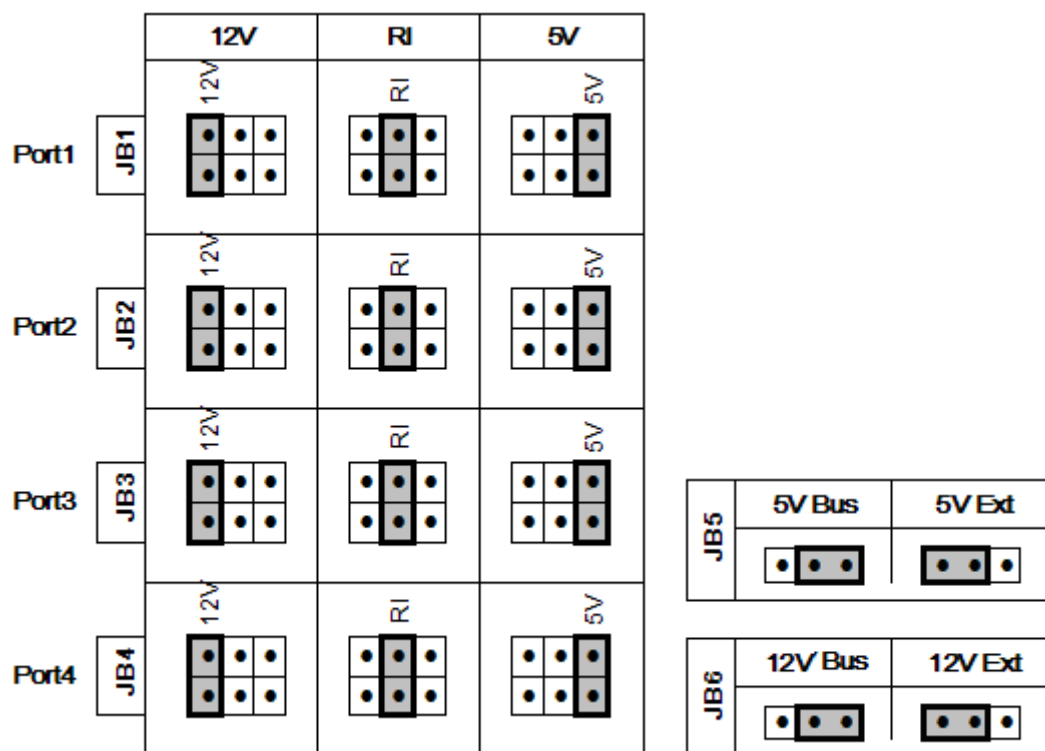 12V RI 5V
12V RI 5V
Port1 JB1
12V RI 5V
Port2 JB2
12V RI 5V
Port3 JB3
12V RI 5V
Port4 JB4
JB5 5V Bus 5V Ext
JB6 12V Bus 12V Ext